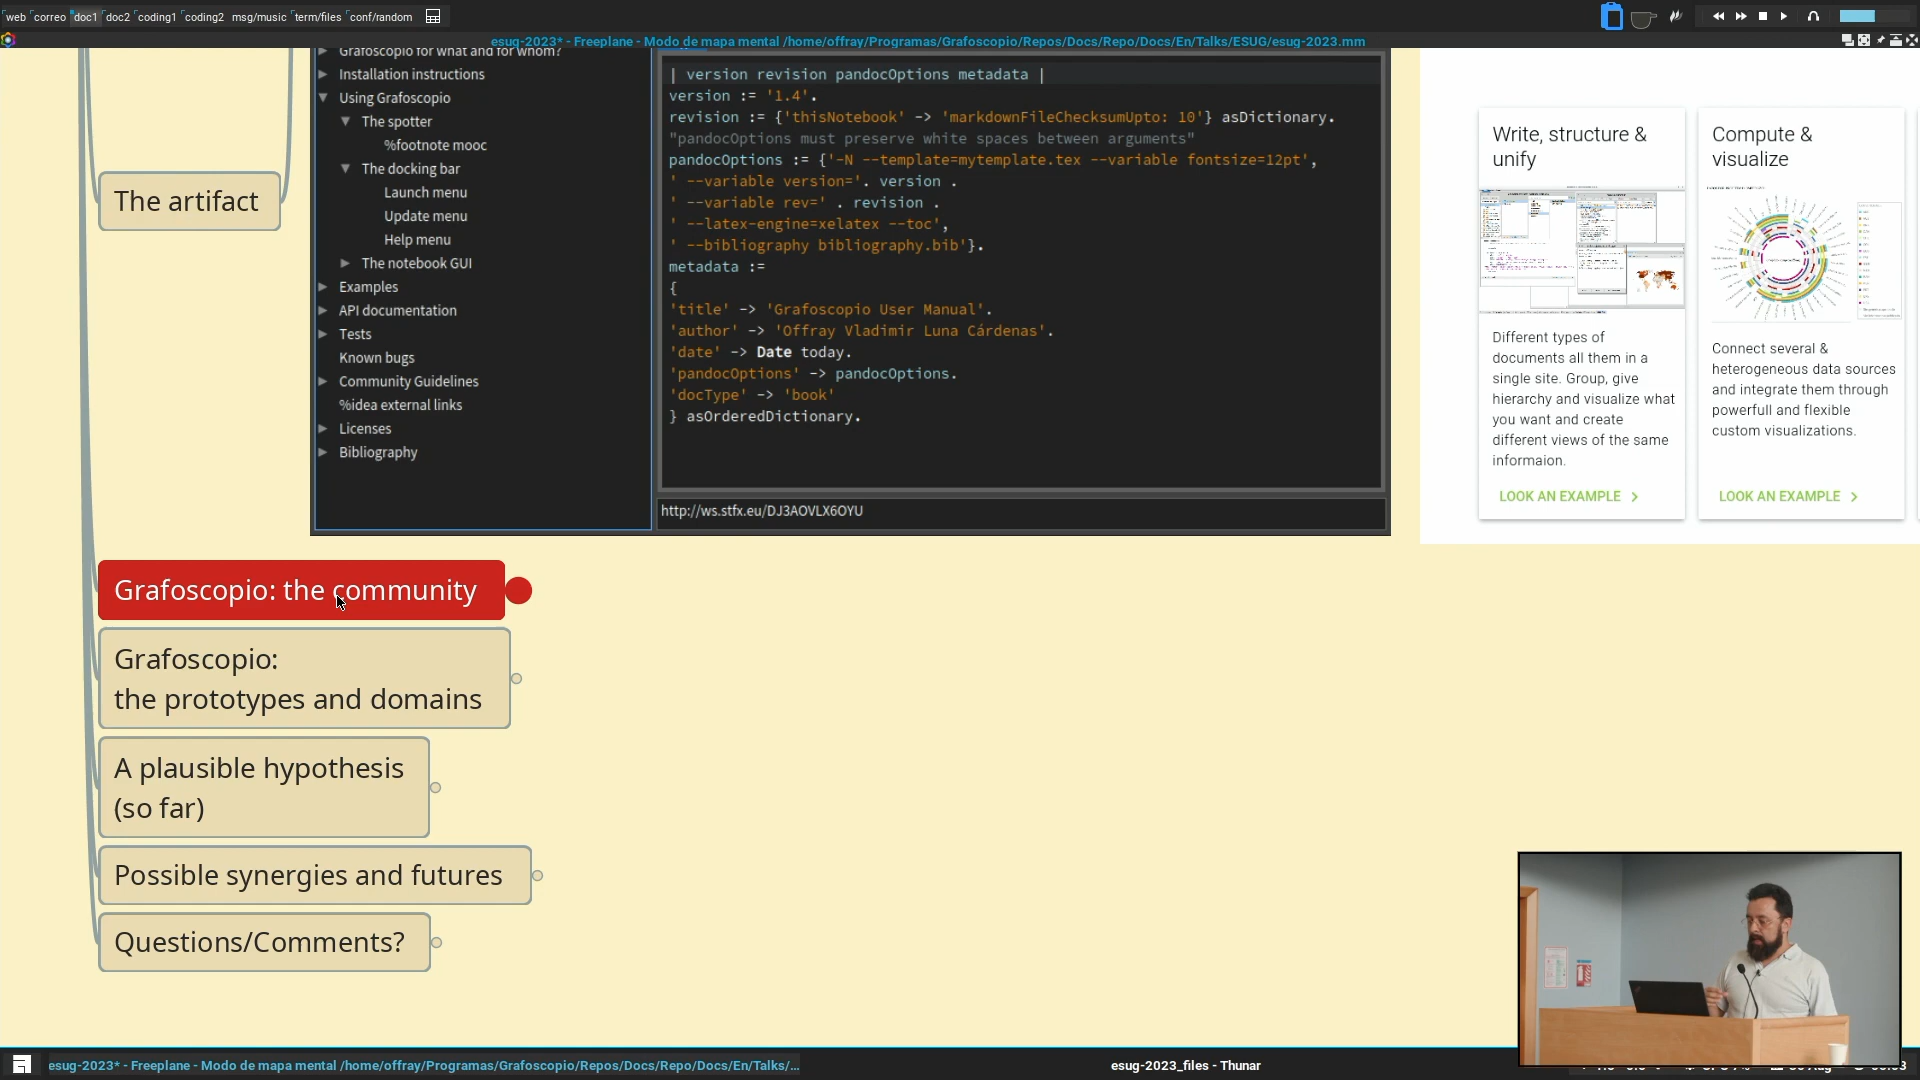 web correo doc1 doc2 coding1 coding2 msg/music term/files conf/random
esug-2023* - Freeplane - Modo de mapa mental /home/offray/Programas/Grafoscopio/Repos/Docs/Repo/Docs/En/Talks/ESUG/esug-2023.mm
Grafoscopio for what and for whom?
Installation instructions
Using Grafoscopio
The spotter
%footnote mooc
The docking bar
Launch menu
Update menu
Help menu
The notebook GUI
Examples
API documentation
Tests
Known bugs
Community Guidelines
%idea external links
Licenses
Bibliography
| version revision pandocOptions metadata |
version := '1.4'.
revision := {'thisNotebook' -> 'markdownFileChecksumUpto: 10'} asDictionary.
"pandocOptions must preserve white spaces between arguments"
pandocOptions := {'-N --template=mytemplate.tex --variable fontsize=12pt',
' --variable version='. version .
' --variable rev=' . revision .
' --latex-engine=xelatex --toc',
' --bibliography bibliography.bib'}.
metadata :=
{
'title' -> 'Grafoscopio User Manual'.
'author' -> 'Offray Vladimir Luna Cárdenas'.
'date' -> Date today.
'pandocOptions' -> pandocOptions.
'docType' -> 'book'
} asOrderedDictionary.
http://ws.stfx.eu/DJ3AOVLX6OYU
Write, structure &
unify
Different types of
documents all them in a
single site. Group, give
hierarchy and visualize what
you want and create
different views of the same
informaion.
LOOK AN EXAMPLE
Compute &
visualize
Connect several &
heterogeneous data sources
and integrate them through
powerfull and flexible
custom visualizations.
LOOK AN EXAMPLE
The artifact
Grafoscopio: the community
Grafoscopio:
the prototypes and domains
A plausible hypothesis
(so far)
Possible synergies and futures
Questions/Comments?
esug-2023* - Freeplane - Modo de mapa mental /home/offray/Programas/Grafoscopio/Repos/Docs/Repo/Docs/En/Talks/...
esug-2023_files - Thunar